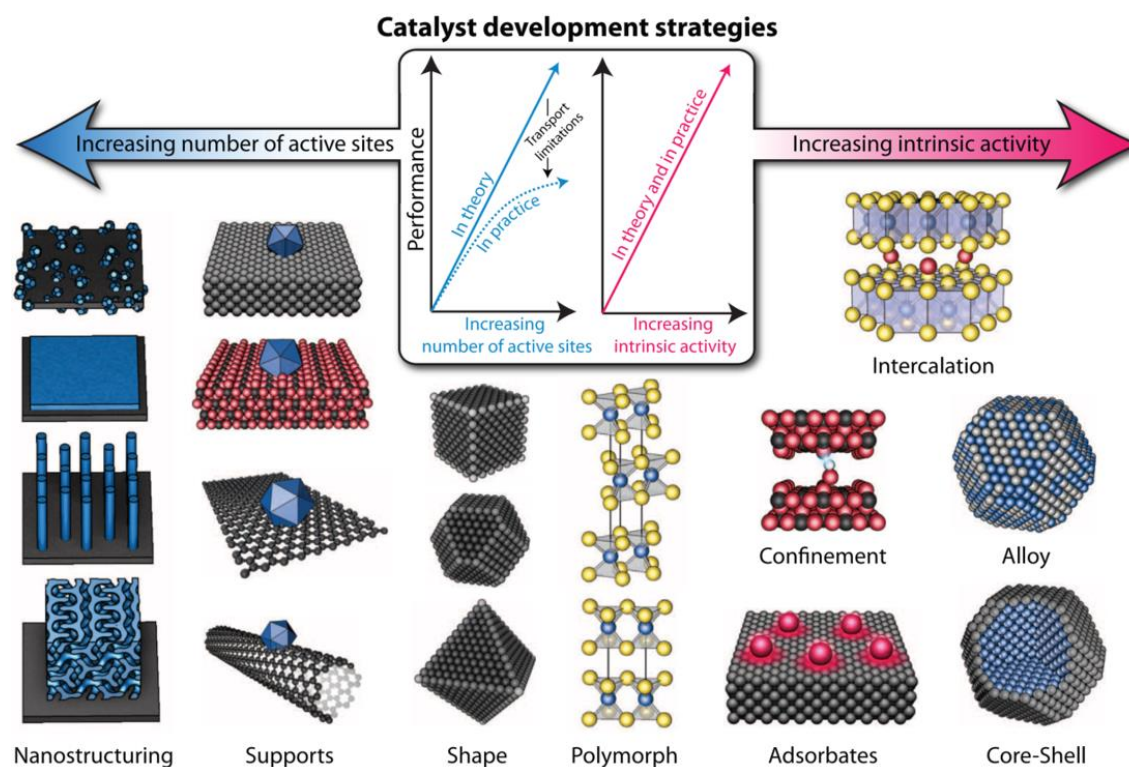 Catalyst development strategies
Increasing number of active sites
Performance
In theory
In practice
Transport
limitations
Increasing
number of active sites
In theory and in practice
Increasing
intrinsic activity
Increasing intrinsic activity
Intercalation
Confinement
Alloy
Nanostructuring
Supports
Shape
Polymorph
Adsorbates
Core-Shell